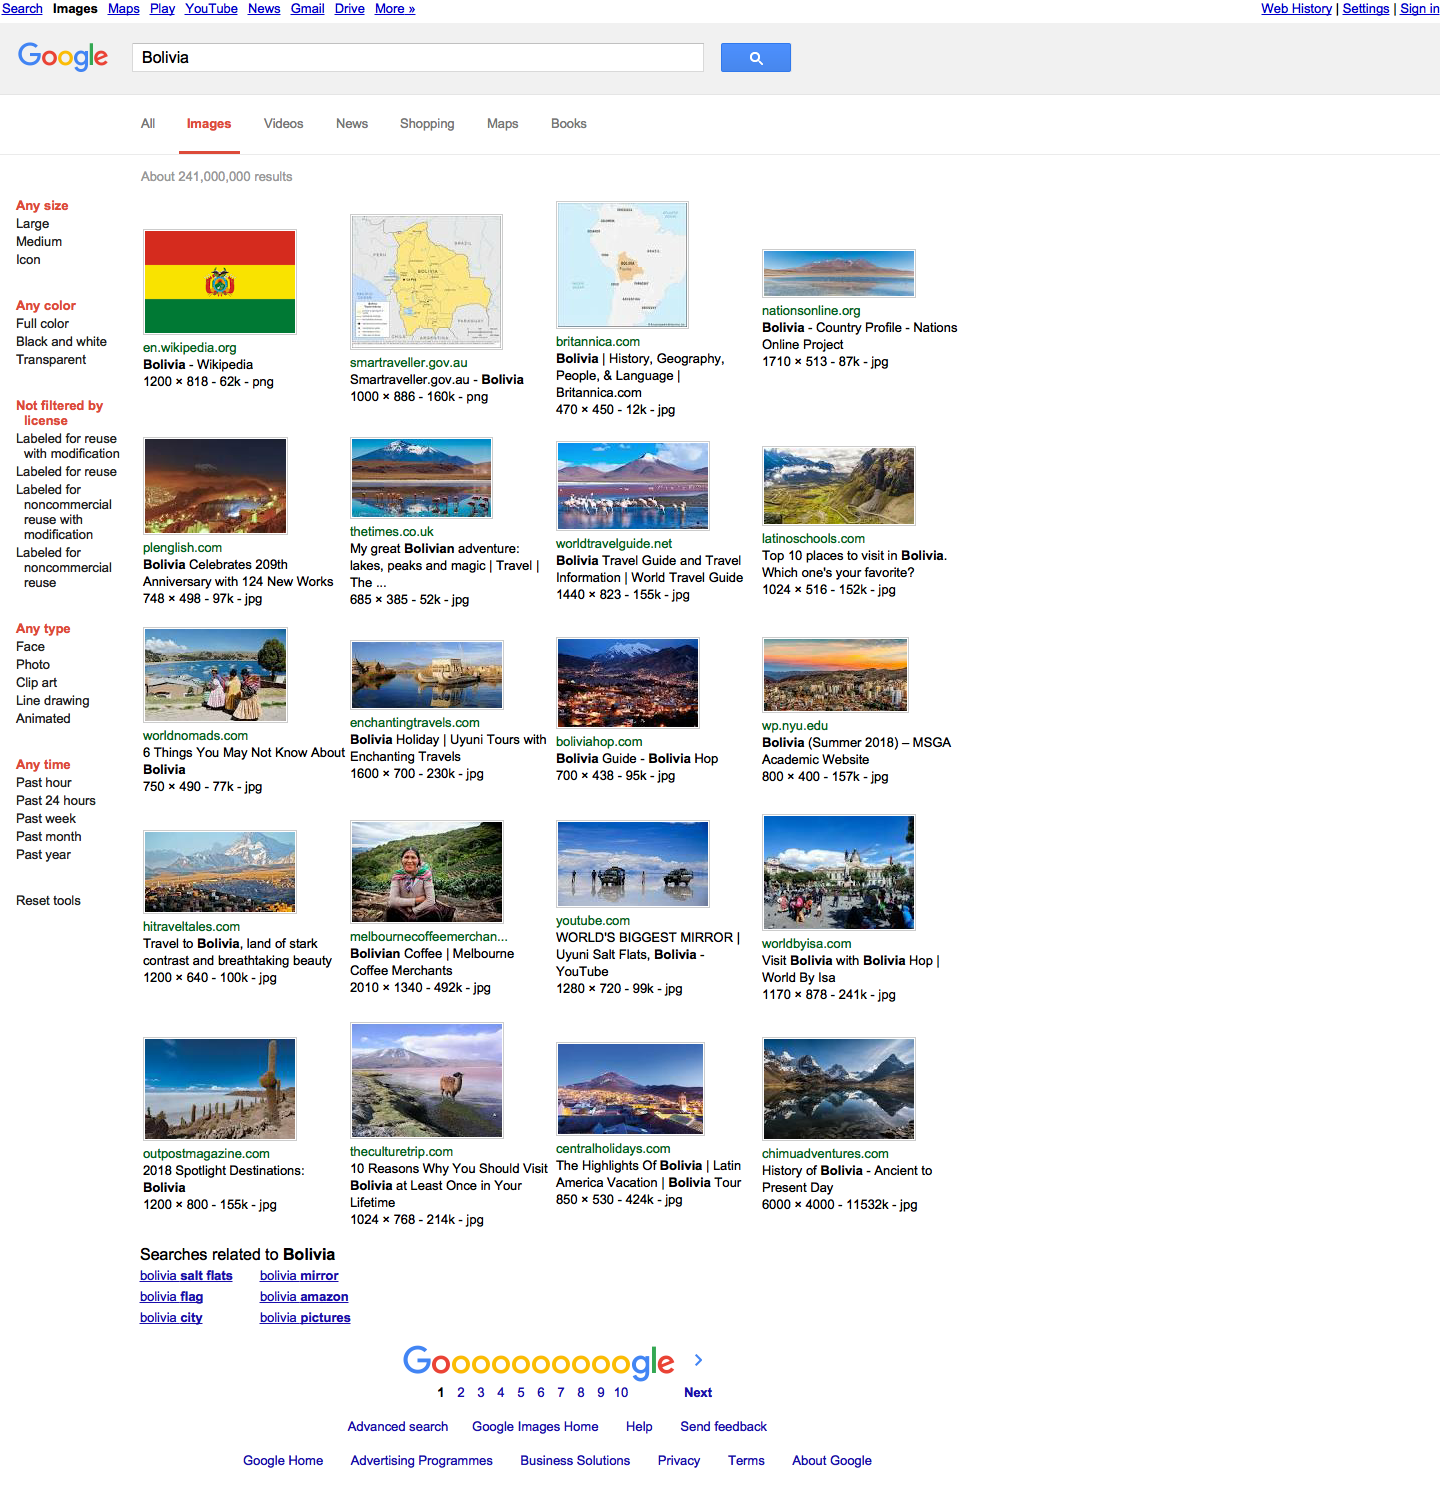 Search Images Maps Play YouTube News Gmail Drive More »
Web History | Settings | Sign in
Google
Bolivia
All Images Videos News Shopping Maps Books
About 241,000,000 results
Any size
Large
Medium
Icon
Any color
Full color
Black and white
Transparent
Not filtered by
license
Labeled for reuse
with modification
Labeled for reuse
Labeled for
noncommercial
reuse with
modification
Labeled for
noncommercial
reuse
Any type
Face
Photo
Clip art
Line drawing
Animated
Any time
Past hour
Past 24 hours
Past week
Past month
Past year
Reset tools
en.wikipedia.org
Bolivia - Wikipedia
1200 × 818 - 62k - png
BOLIVIA
BRAZIL
PERU
PARAGUAY
CHILE
ARGENTINA
smartraveller.gov.au
Smartraveller.gov.au - Bolivia
1000 × 886 - 160k - png
BRAZIL
BOLIVIA
britannica.com
Bolivia | History, Geography,
People, & Language |
Britannica.com
470 × 450 - 12k - jpg
nationsonline.org
Bolivia - Country Profile - Nations
Online Project
1710 × 513 - 87k - jpg
plenglish.com
Bolivia Celebrates 209th
Anniversary with 124 New Works
748 × 498 - 97k - jpg
thetimes.co.uk
My great Bolivian adventure:
lakes, peaks and magic | Travel |
The ...
685 × 385 - 52k - jpg
worldtravelguide.net
Bolivia Travel Guide and Travel
Information | World Travel Guide
1440 × 823 - 155k - jpg
latinoschools.com
Top 10 places to visit in Bolivia.
Which one's your favorite?
1024 × 516 - 152k - jpg
worldnomads.com
6 Things You May Not Know About
Bolivia
750 × 490 - 77k - jpg
enchantingtravels.com
Bolivia Holiday | Uyuni Tours with
Enchanting Travels
1600 × 700 - 230k - jpg
boliviahop.com
Bolivia Guide - Bolivia Hop
700 × 438 - 95k - jpg
wp.nyu.edu
Bolivia (Summer 2018) – MSGA
Academic Website
800 × 400 - 157k - jpg
hitraveltales.com
Travel to Bolivia, land of stark
contrast and breathtaking beauty
1200 × 640 - 100k - jpg
melbournecoffeemerchan...
Bolivian Coffee | Melbourne
Coffee Merchants
2010 × 1340 - 492k - jpg
youtube.com
WORLD'S BIGGEST MIRROR |
Uyuni Salt Flats, Bolivia -
YouTube
1280 × 720 - 99k - jpg
worldbyisa.com
Visit Bolivia with Bolivia Hop |
World By Isa
1170 × 878 - 241k - jpg
outpostmagazine.com
2018 Spotlight Destinations:
Bolivia
1200 × 800 - 155k - jpg
theculturetrip.com
10 Reasons Why You Should Visit
Bolivia at Least Once in Your
Lifetime
1024 × 768 - 214k - jpg
centralholidays.com
The Highlights Of Bolivia | Latin
America Vacation | Bolivia Tour
850 × 530 - 424k - jpg
chimuadventures.com
History of Bolivia - Ancient to
Present Day
6000 × 4000 - 11532k - jpg
Searches related to Bolivia
bolivia salt flats bolivia mirror
bolivia flag bolivia amazon
bolivia city bolivia pictures
Goooooooooogle >
1 2 3 4 5 6 7 8 9 10 Next
Advanced search Google Images Home Help Send feedback
Google Home Advertising Programmes Business Solutions Privacy Terms About Google